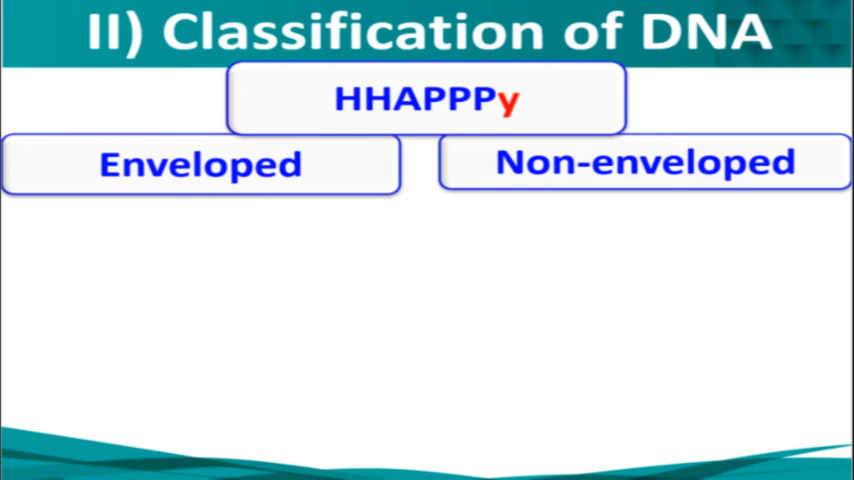 II) Classification of DNA
HHAPPPy
Enveloped
Non-enveloped